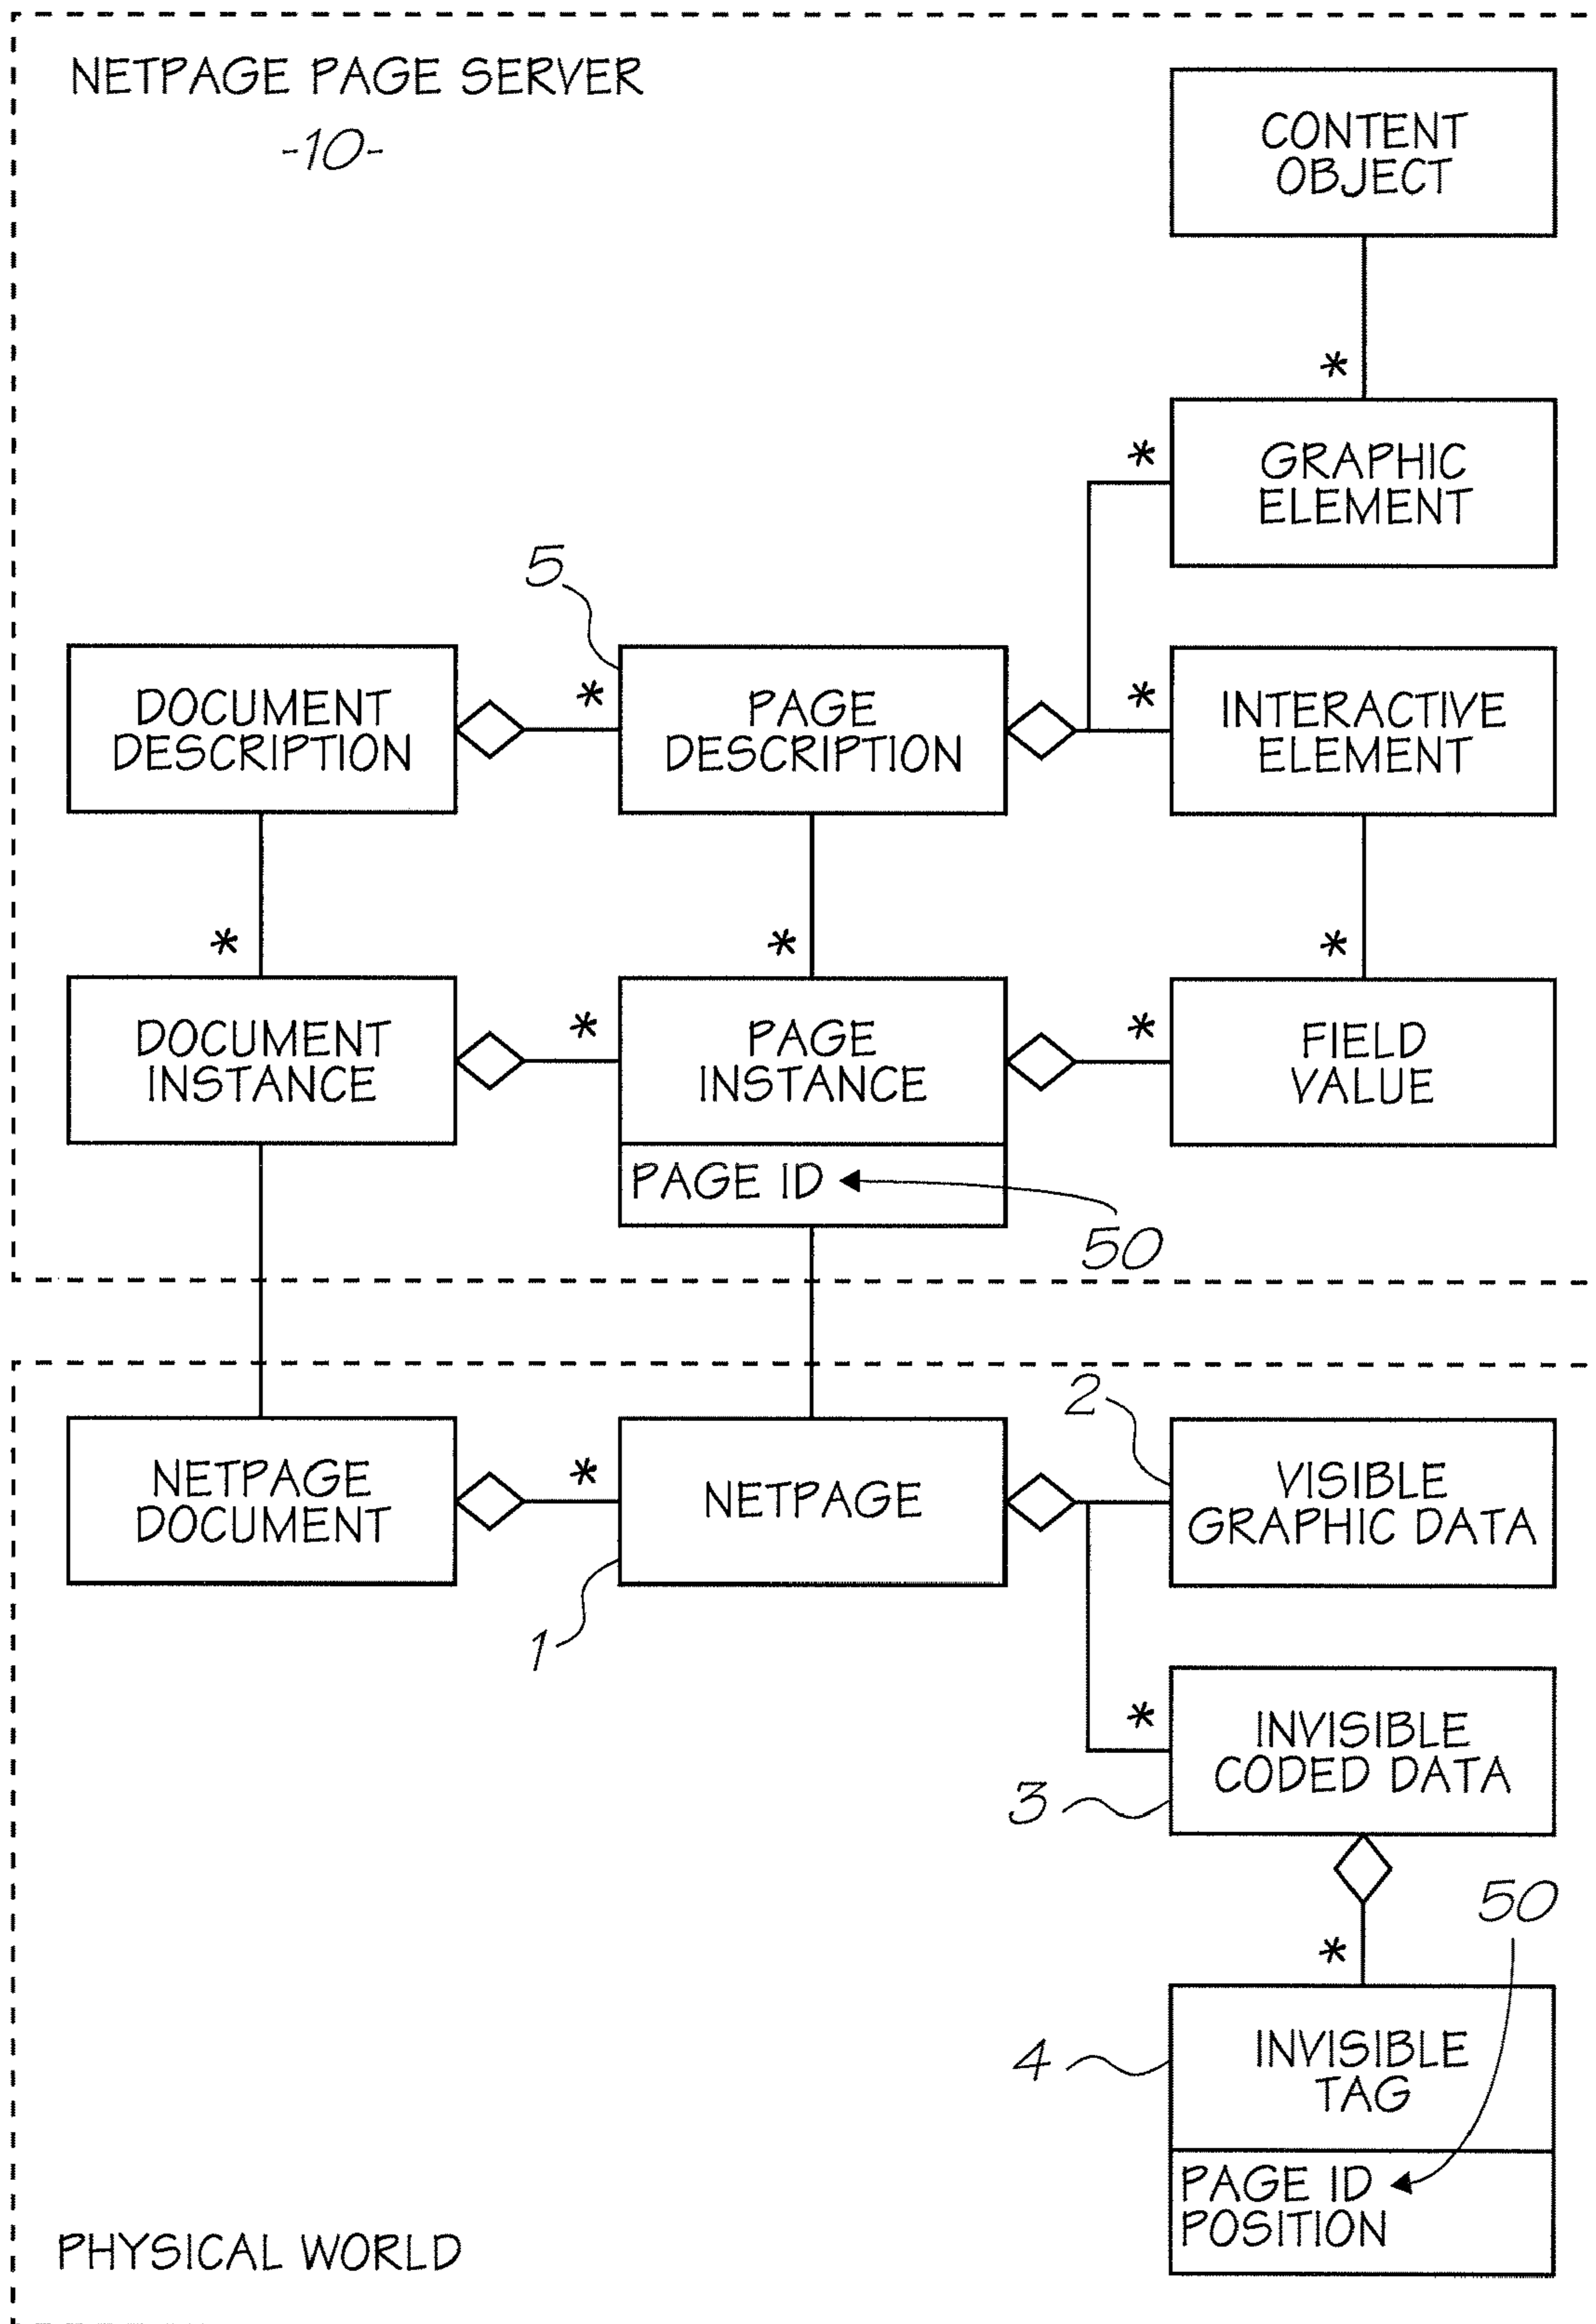 NETPAGE PAGE SERVER
-10-
CONTENT
OBJECT
*
*
GRAPHIC
ELEMENT
5
DOCUMENT
DESCRIPTION
*
PAGE
DESCRIPTION
*
INTERACTIVE
ELEMENT
*
*
*
DOCUMENT
INSTANCE
*
PAGE
INSTANCE
*
FIELD
VALUE
PAGE ID
50
NETPAGE
DOCUMENT
*
NETPAGE
1
2
VISIBLE
GRAPHIC DATA
*
INVISIBLE
CODED DATA
3
50
*
4
INVISIBLE
TAG
PAGE ID
POSITION
PHYSICAL WORLD